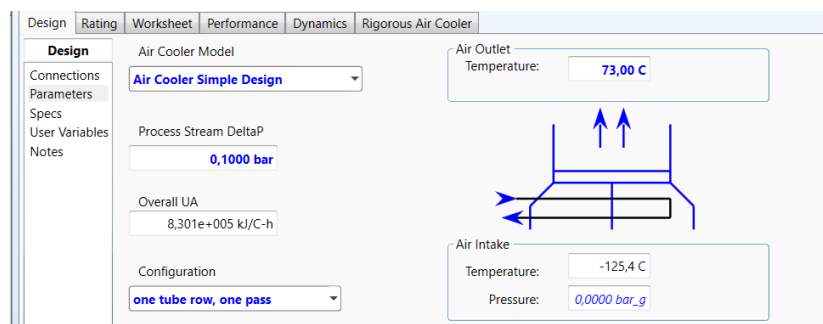 Design Rating Worksheet Performance Dynamics Rigorous Air Cooler
Design
Connections
Parameters
Specs
User Variables
Notes
Air Cooler Model
Air Cooler Simple Design
Process Stream DeltaP
0,1000 bar
Overall UA
8,301e+005 kJ/C-h
Configuration
one tube row, one pass
Air Outlet
Temperature: 73,00 C
Air Intake
Temperature: -125,4 C
Pressure: 0,0000 bar_g